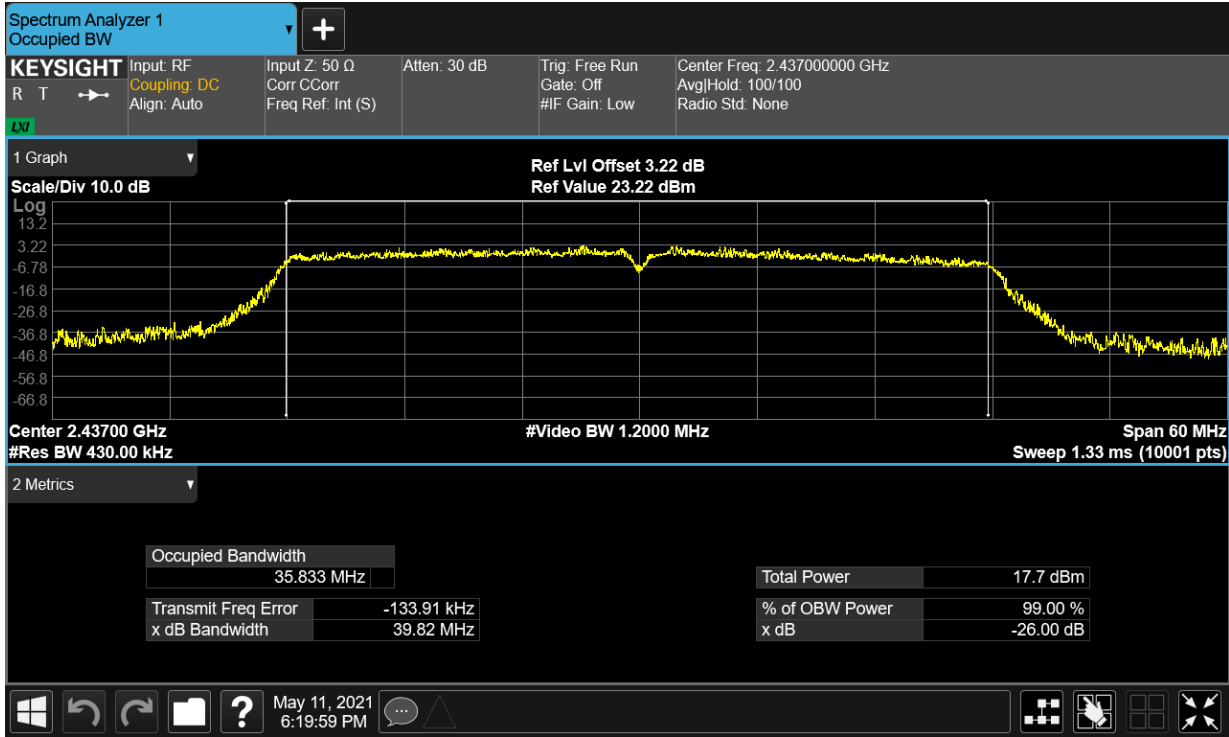 Spectrum Analyzer 1
Occupied BW
KEYSIGHT
R T
LXI
Input: RF
Coupling: DC
Align: Auto
Input Z: 50 Ω
Corr CCorr
Freq Ref: Int (S)
Atten: 30 dB
Trig: Free Run
Gate: Off
#IF Gain: Low
Center Freq: 2.437000000 GHz
Avg|Hold: 100/100
Radio Std: None
1 Graph
Scale/Div 10.0 dB
Ref Lvl Offset 3.22 dB
Ref Value 23.22 dBm
Log
13.2
3.22
-6.78
-16.8
-26.8
-36.8
-46.8
-56.8
-66.8
Center 2.43700 GHz
#Res BW 430.00 kHz
#Video BW 1.2000 MHz
Span 60 MHz
Sweep 1.33 ms (10001 pts)
2 Metrics
Occupied Bandwidth
35.833 MHz
Transmit Freq Error -133.91 kHz
x dB Bandwidth 39.82 MHz
Total Power 17.7 dBm
% of OBW Power 99.00 %
x dB -26.00 dB
?
May 11, 2021
6:19:59 PM